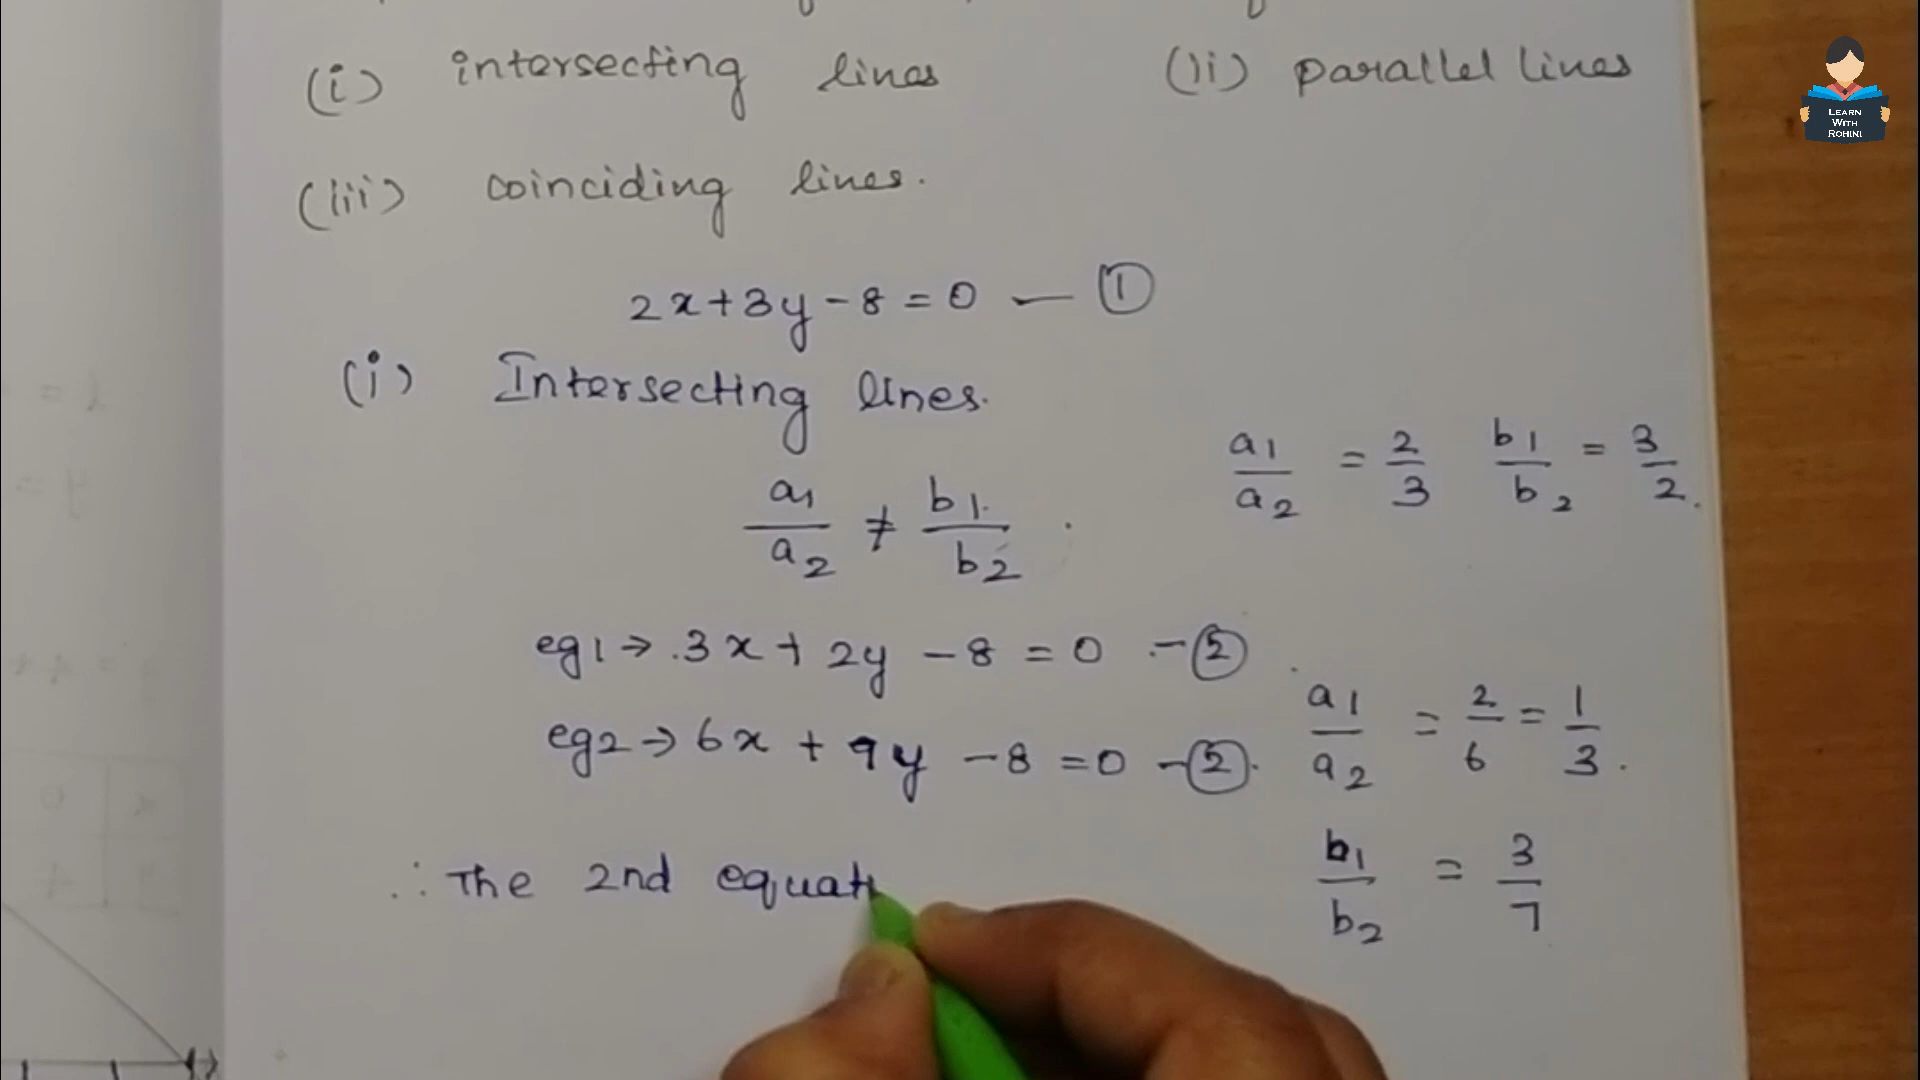 (i) intersecting lines (ii) parallel lines
(iii) coinciding lines.
2x+3y-8=0 — ①
(i) Intersecting lines.
a1/a2 ≠ b1/b2
a1/a2 = 2/3 b1/b2 = 3/2.
eg1→ 3x+2y-8=0 -②
eg2→ 6x + y -8=0 -②.
a1/a2 = 2/6 = 1/3.
b1/b2 = 3/7
∴ The 2nd equati
LEARN
WITH
ROHINI